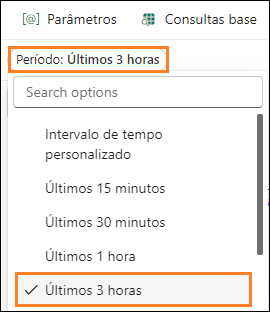 [@] Parâmetros Consultas base
Período: Últimos 3 horas
Search options
Intervalo de tempo
personalizado
Últimos 15 minutos
Últimos 30 minutos
Últimos 1 hora
Últimos 3 horas